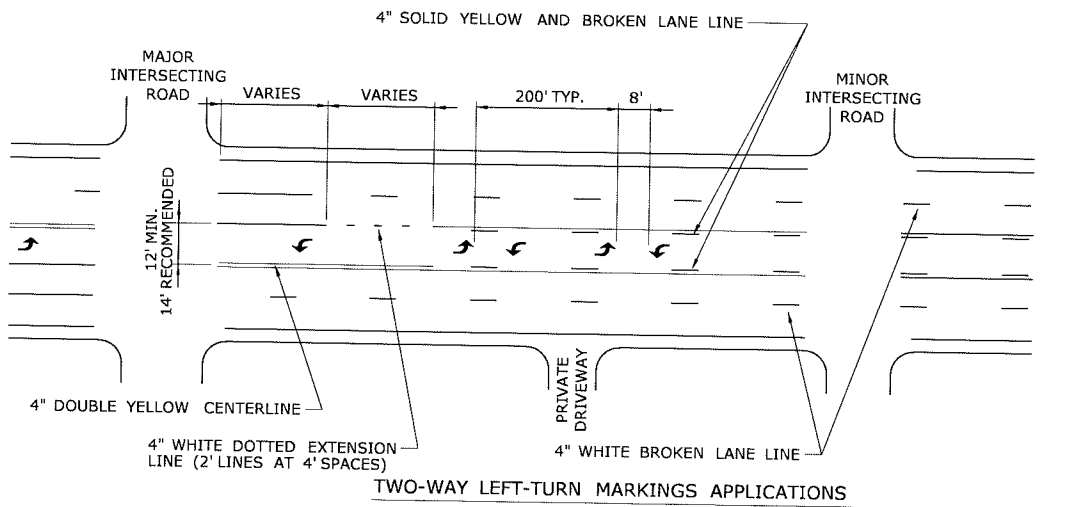 4" SOLID YELLOW AND BROKEN LANE LINE
MAJOR
INTERSECTING
ROAD
VARIES
VARIES
200' TYP.
8'
MINOR
INTERSECTING
ROAD
12' MIN.
14' RECOMMENDED
4" DOUBLE YELLOW CENTERLINE
4" WHITE DOTTED EXTENSION
LINE (2' LINES AT 4' SPACES)
PRIVATE
DRIVEWAY
4" WHITE BROKEN LANE LINE
TWO-WAY LEFT-TURN MARKINGS APPLICATIONS